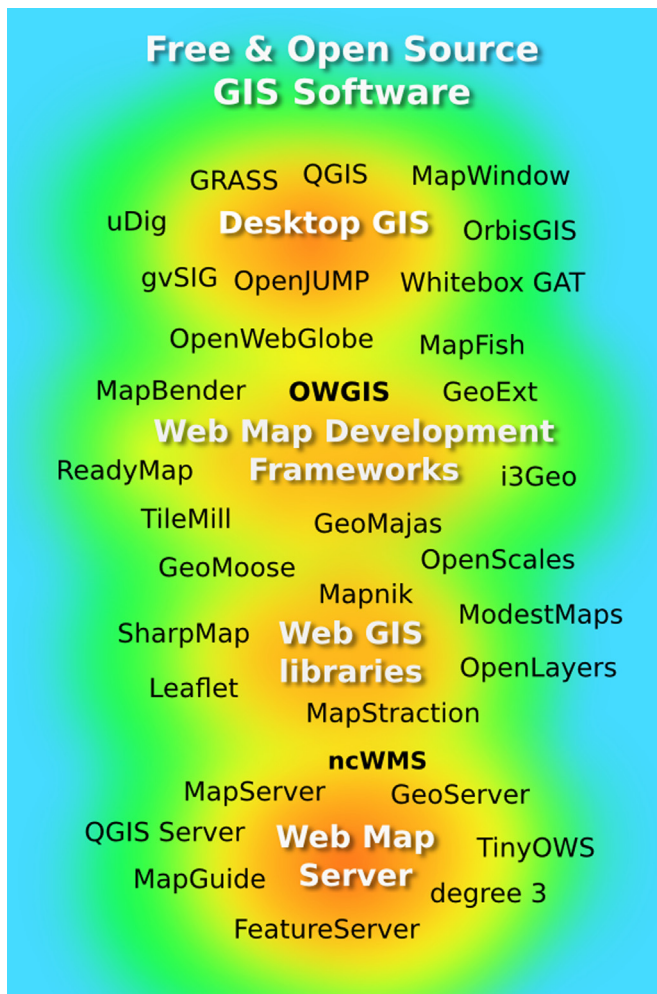 Free & Open Source
GIS Software
GRASS QGIS MapWindow
uDig Desktop GIS OrbisGIS
gvSIG OpenJUMP Whitebox GAT
OpenWebGlobe MapFish
MapBender OWGIS GeoExt
Web Map Development
Frameworks
ReadyMap i3Geo
TileMill GeoMajas
GeoMoose OpenScales
Mapnik
ModestMaps
SharpMap Web GIS
libraries OpenLayers
Leaflet
MapStraction
ncWMS
MapServer GeoServer
QGIS Server Web Map TinyOWS
MapGuide Server
degree 3
FeatureServer